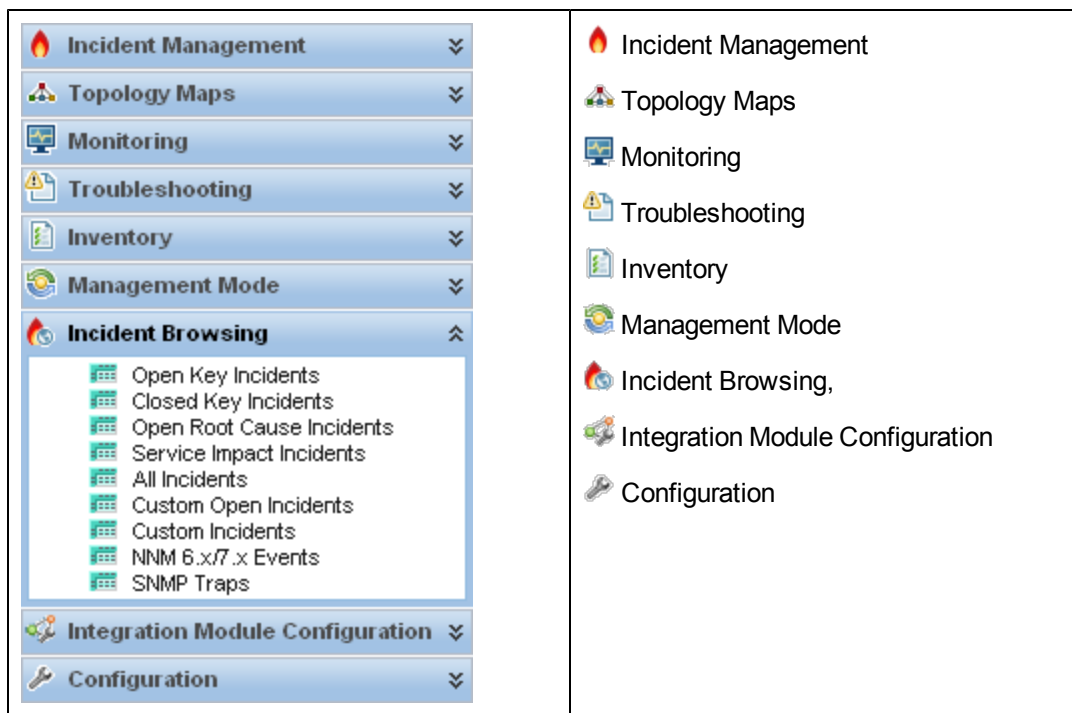 Incident Management
Topology Maps
Monitoring
Troubleshooting
Inventory
Management Mode
Incident Browsing
Open Key Incidents
Closed Key Incidents
Open Root Cause Incidents
Service Impact Incidents
All Incidents
Custom Open Incidents
Custom Incidents
NNM 6.x/7.x Events
SNMP Traps
Integration Module Configuration
Configuration
Incident Management
Topology Maps
Monitoring
Troubleshooting
Inventory
Management Mode
Incident Browsing,
Integration Module Configuration
Configuration